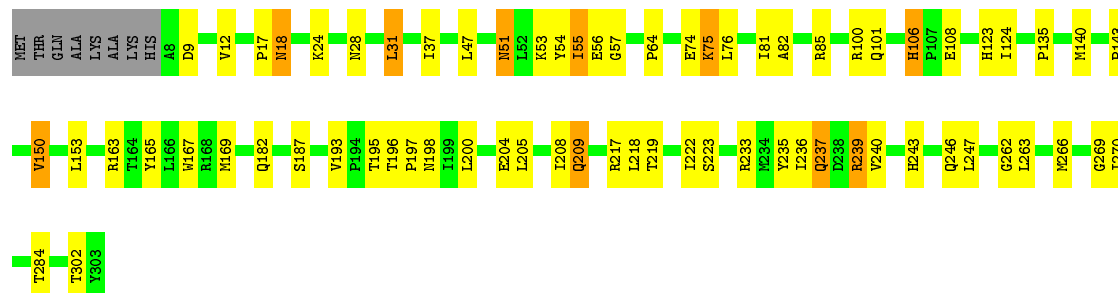 MET THR GLN ALA LYS ALA LYS HIS A8 D9 V12 P17 N18 K24 N28 L31 I37 L47 N51 L52 K53 Y54 I55 E56 G57 P64 E74 K75 L76 I81 A82 R85 R100 Q101 H106 P107 E108 H123 I124 P135 M140
V150 L153 R163 T164 Y165 L166 W167 R168 M169 Q182 S187 V193 P194 T195 T196 P197 N198 I199 L200 E204 L205 I208 Q209 R217 L218 T219 I222 S223 R233 M234 Y235 I236 Q237 D238 R239 V240 H243 Q246 L247 G262 L263 M266 G269
T284 T302 Y303